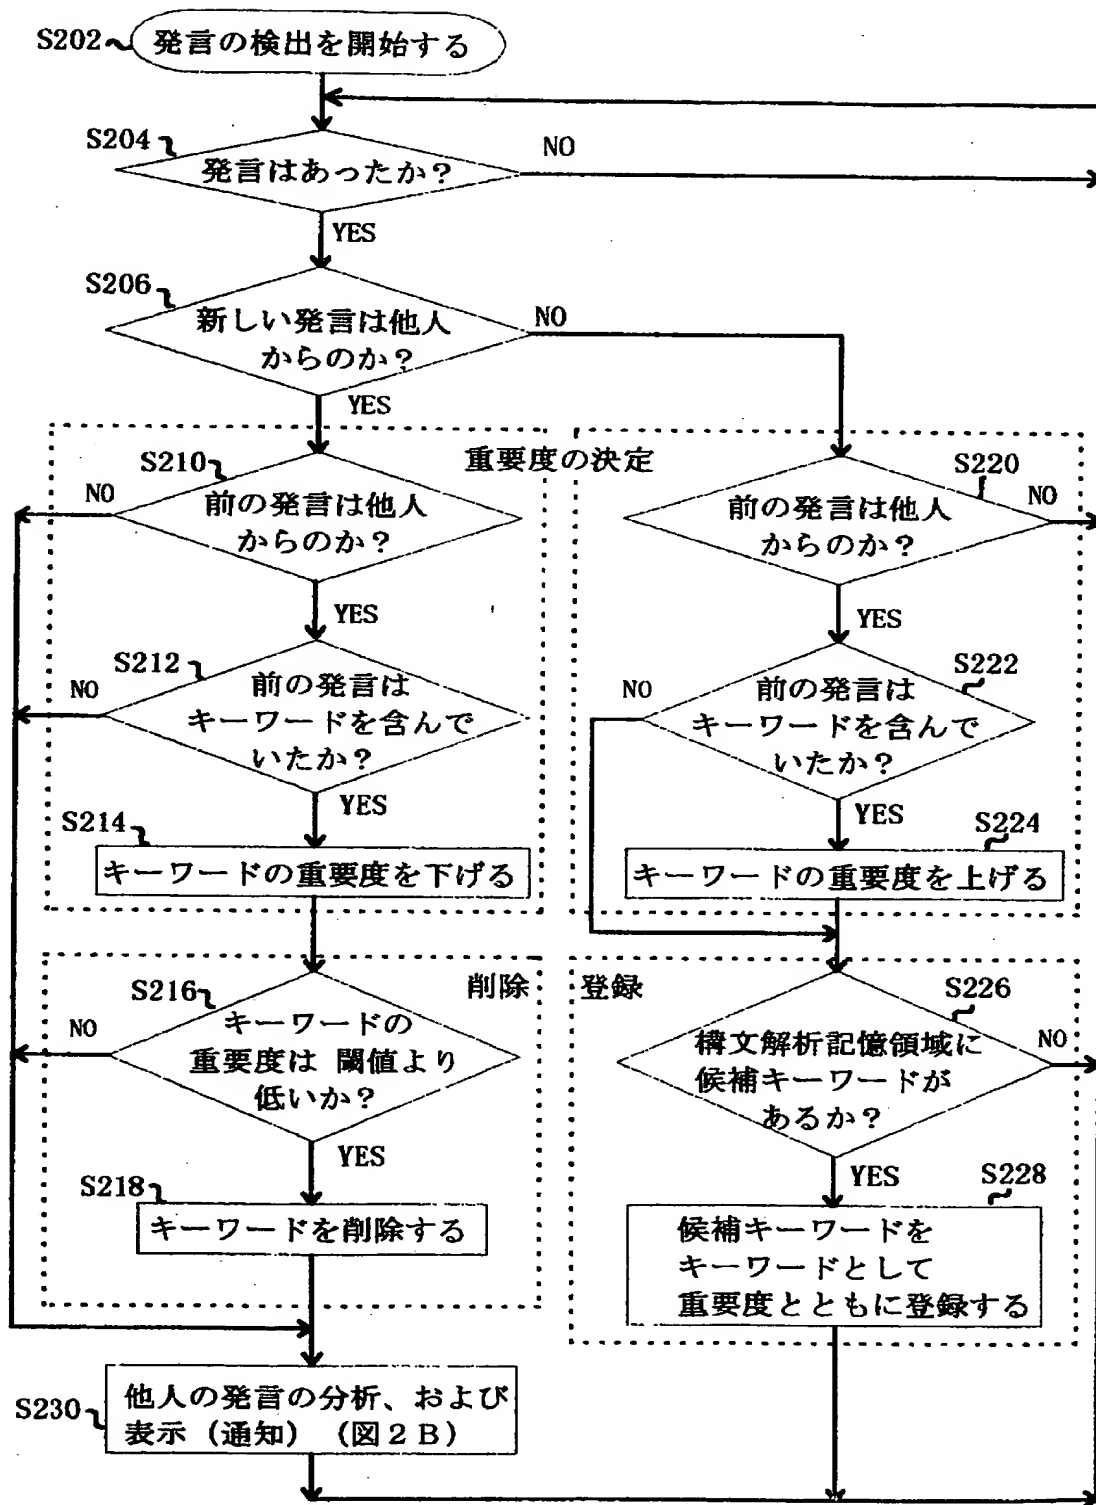 S202
発言の検出を開始する
S204
発言はあったか?
NO
YES
S206
新しい発言は他人
からのか?
NO
YES
重要度の決定
S210
NO
前の発言は他人
からのか?
YES
S220
NO
前の発言は他人
からのか?
YES
S212
NO
前の発言は
キーワードを含んで
いたか?
YES
S222
NO
前の発言は
キーワードを含んで
いたか?
YES
S214
キーワードの重要度を下げる
S224
キーワードの重要度を上げる
削除
S216
NO
キーワードの
重要度は 閾値より
低いか?
YES
登録
S226
NO
構文解析記憶領域に
候補キーワードが
あるか?
YES
S218
キーワードを削除する
S228
候補キーワードを
キーワードとして
重要度とともに登録する
S230
他人の発言の分析、および
表示(通知)(図2B)